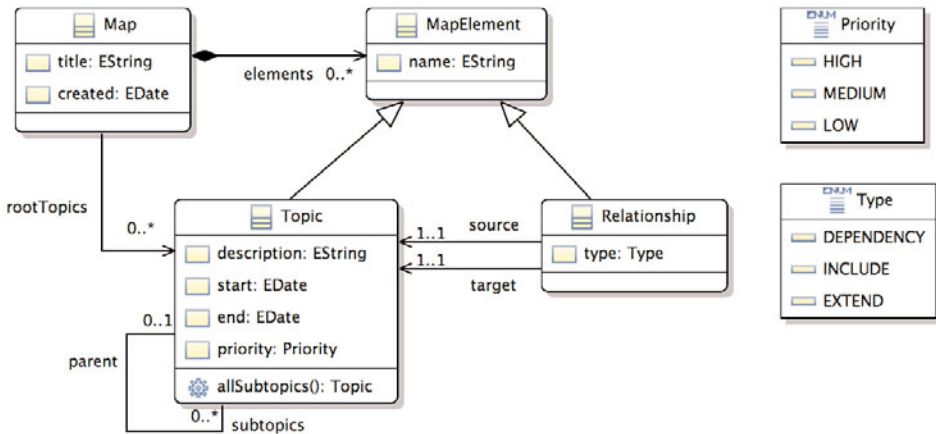 Map
title: EString
created: EDate
elements 0..*
MapElement
name: EString
ENUM
Priority
HIGH
MEDIUM
LOW
rootTopics
0..*
Topic
description: EString
start: EDate
end: EDate
priority: Priority
allSubtopics(): Topic
source
1..1
1..1
target
Relationship
type: Type
ENUM
Type
DEPENDENCY
INCLUDE
EXTEND
0..1
parent
0..*
subtopics